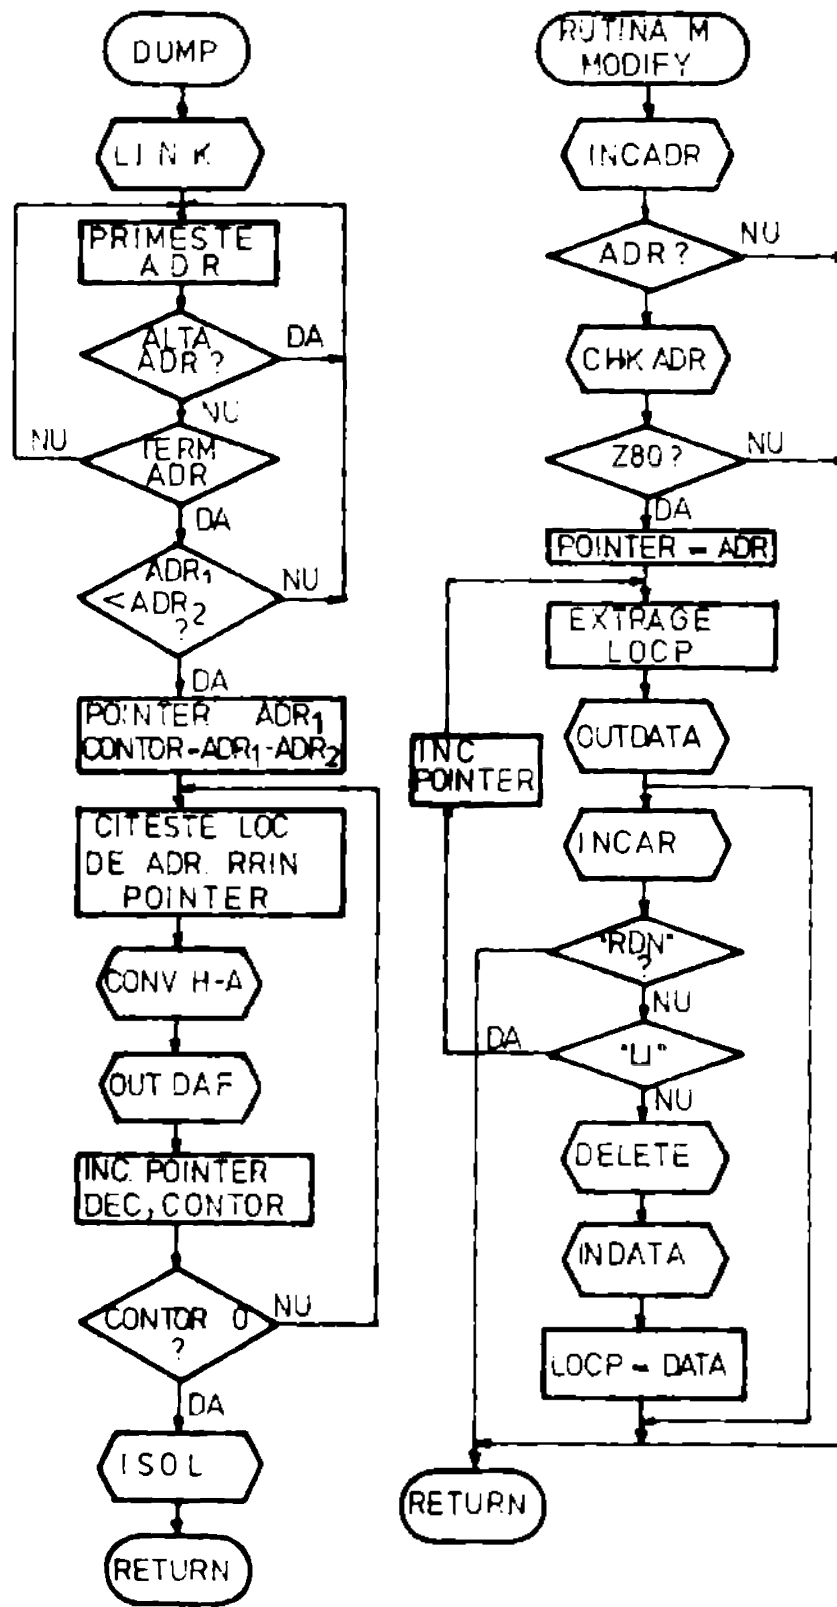 DUMP
LINK
PRIMESTE
ADR
ALTA
ADR?
DA
NU
NU
TERM
ADR
DA
ADR1
<ADR2
?
NU
DA
POINTER ADR1
CONTOR-ADR1-ADR2
CITESTE LOC
DE ADR. RRIN
POINTER
CONV H-A
OUT DAF
INC. POINTER
DEC, CONTOR
CONTOR 0
?
NU
DA
ISOL
RETURN
RUTINA M
MODIFY
INCADR
ADR?
NU
CHKADR
Z80?
NU
DA
POINTER - ADR
EXTRAGE
LOCP
OUTDATA
INC
POINTER
INCAR
"RDN"
?
NU
DA
"⊔"
NU
DELETE
INDATA
LOCP - DATA
RETURN